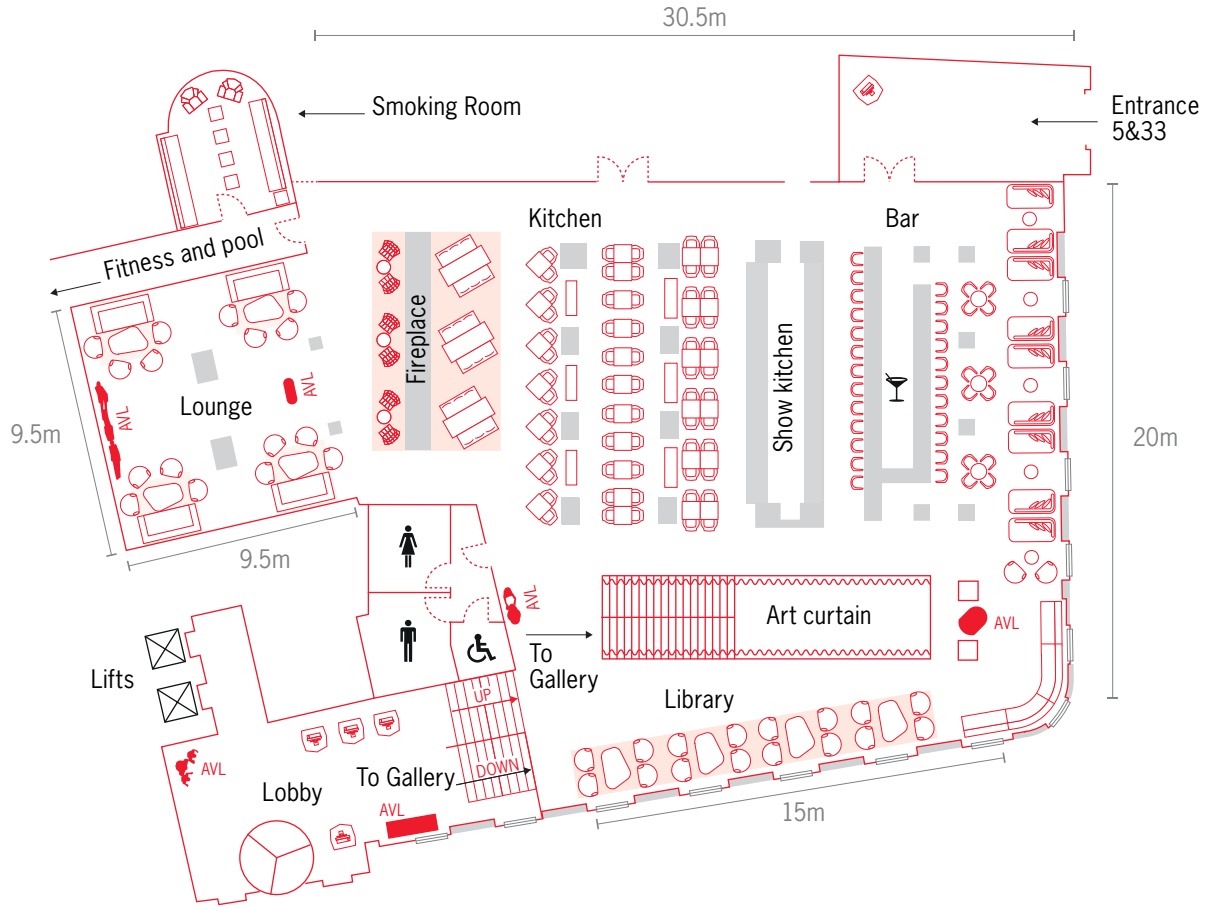 30.5m
Smoking Room
Entrance
5&33
Kitchen
Bar
Fitness and pool
Fireplace
Show kitchen
Lounge
AVL
AVL
9.5m
20m
9.5m
AVL
Art curtain
AVL
To
Gallery
Lifts
UP
Library
AVL
To Gallery
DOWN
Lobby
AVL
15m